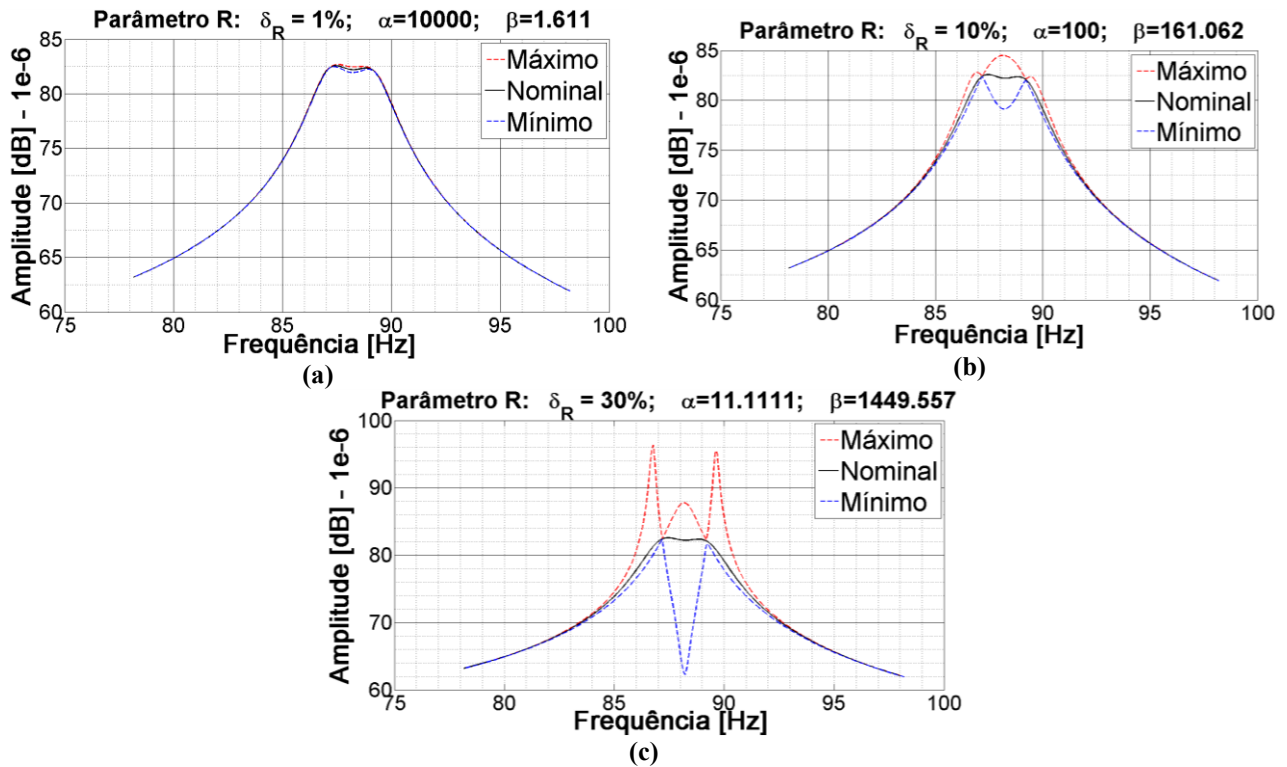 Parâmetro R: δ_R = 1%; α=10000; β=1.611
Amplitude [dB] - 1e-6
85
80
75
70
65
60
Máximo
Nominal
Mínimo
75
80
85
90
95
100
Frequência [Hz]
(a)
Parâmetro R: δ_R = 10%; α=100; β=161.062
Amplitude [dB] - 1e-6
85
80
75
70
65
60
Máximo
Nominal
Mínimo
75
80
85
90
95
100
Frequência [Hz]
(b)
Parâmetro R: δ_R = 30%; α=11.1111; β=1449.557
Amplitude [dB] - 1e-6
100
90
80
70
60
Máximo
Nominal
Mínimo
75
80
85
90
95
100
Frequência [Hz]
(c)